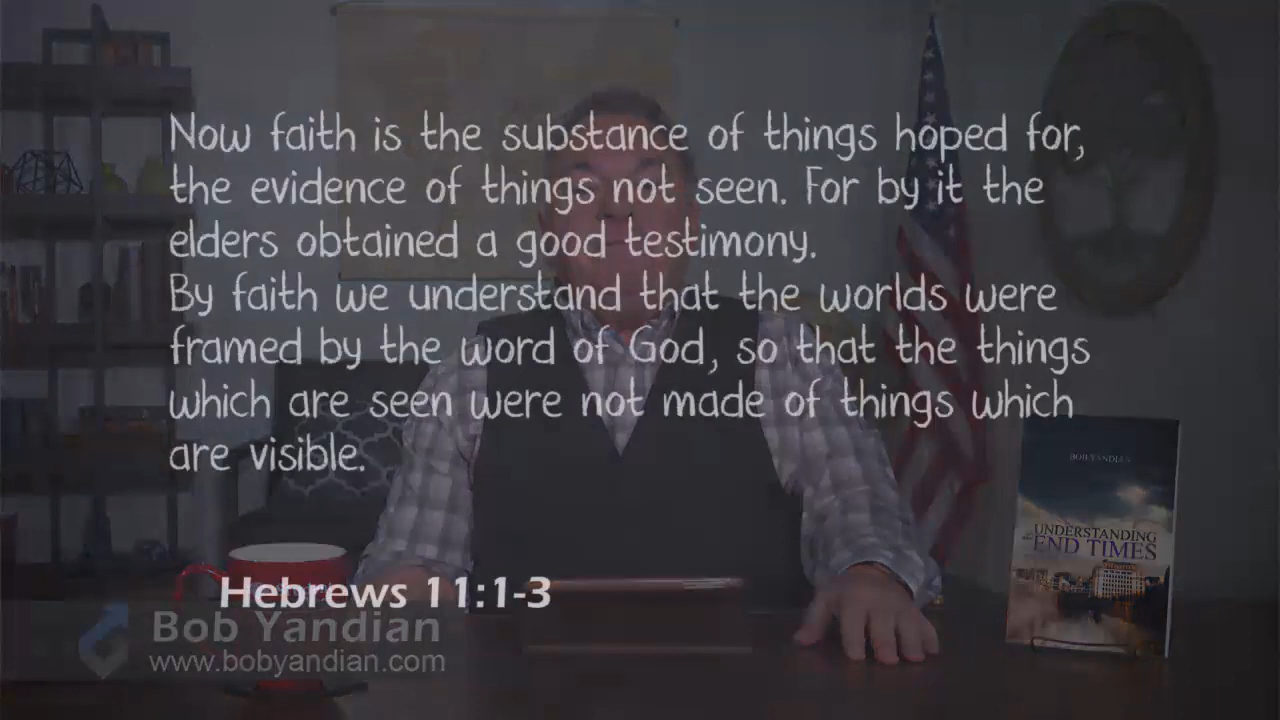 Now faith is the substance of things hoped for,
the evidence of things not seen. For by it the
elders obtained a good testimony.
By faith we understand that the worlds were
framed by the word of God, so that the things
which are seen were not made of things which
are visible.
Hebrews 11:1-3
Bob Yandian
www.bobyandian.com
BOB YANDIAN
UNDERSTANDING
END TIMES